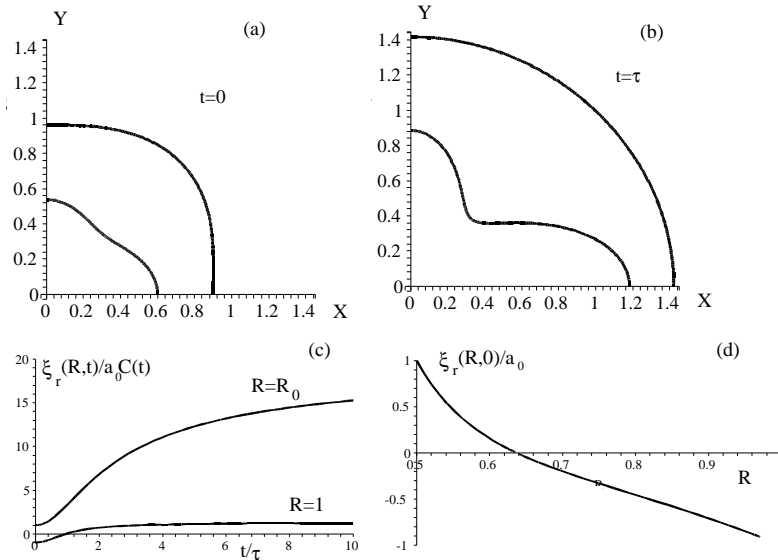 Y
(a)
t=0
1.4
1.2
1
0.8
0.6
0.4
0.2
0
0 0.2 0.4 0.6 0.8 1 1.2 1.4
X
Y
(b)
t=τ
1.4
1.2
1
0.8
0.6
0.4
0.2
0
0 0.2 0.4 0.6 0.8 1 1.2 1.4
X
(c)
ξr(R,t)/a0C(t)
20
15
10
5
0
R=R0
R=1
0 2 4 6 8 10
t/τ
(d)
ξr(R,0)/a0
1
0.5
0
-0.5
-1
0.5 0.6 0.7 0.8 0.9
R